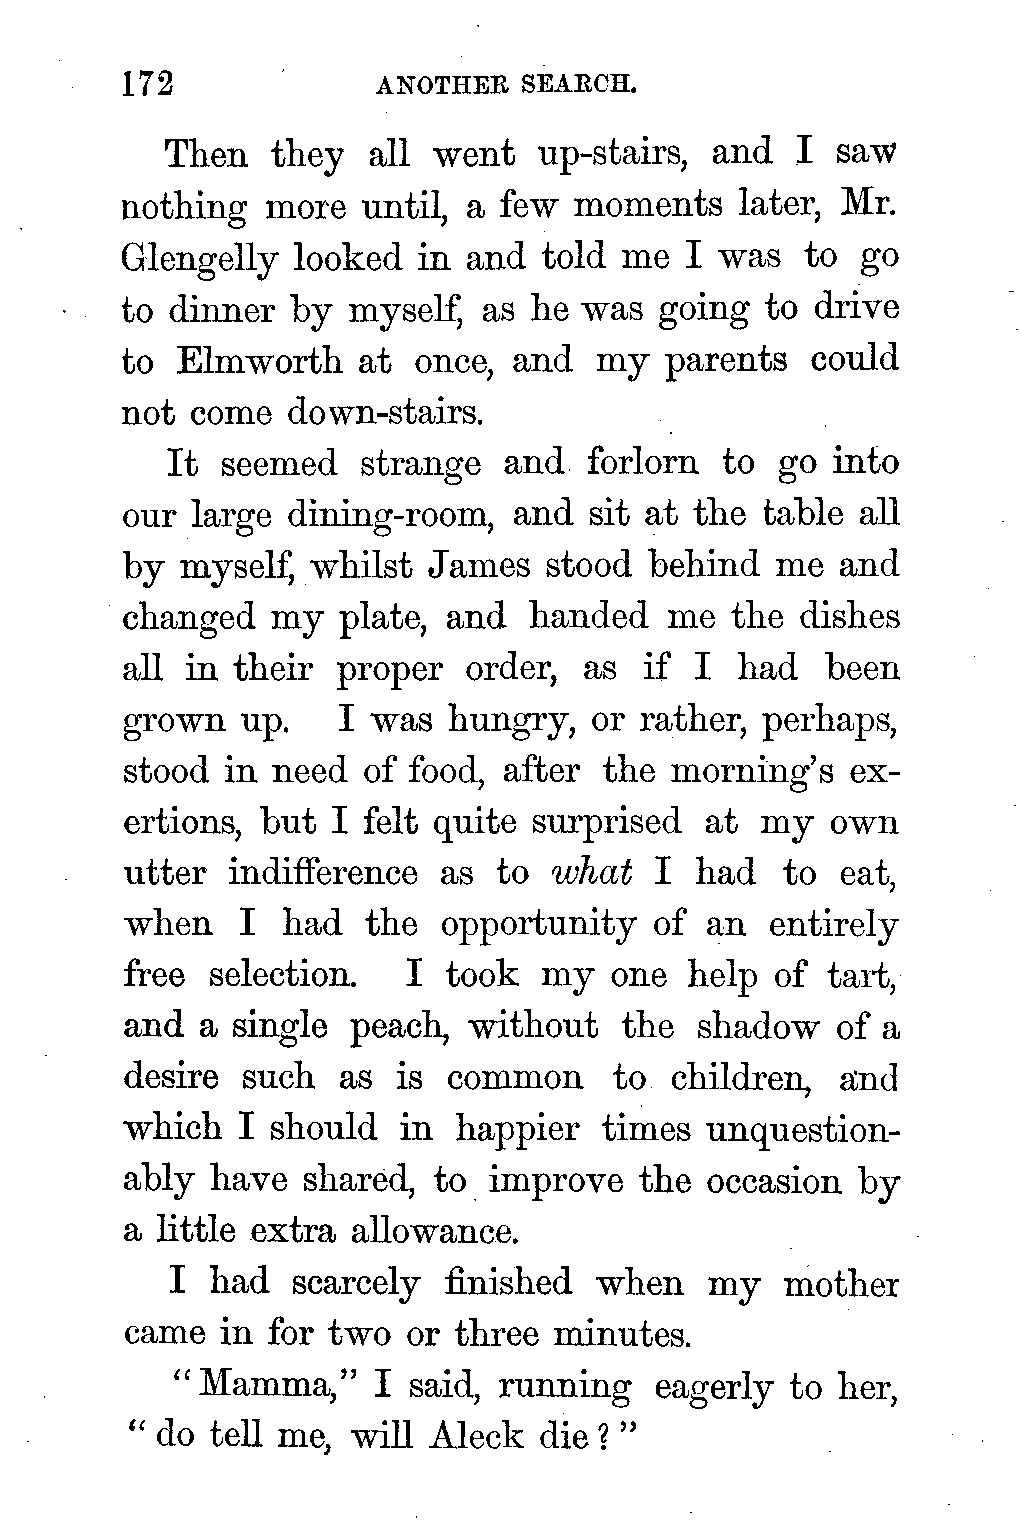 172 ANOTHER SEARCH.
Then they all went up-stairs, and I saw
nothing more until, a few moments later, Mr.
Glengelly looked in and told me I was to go
to dinner by myself, as he was going to drive
to Elmworth at once, and my parents could
not come down-stairs.
It seemed strange and forlorn to go into
our large dining-room, and sit at the table all
by myself, whilst James stood behind me and
changed my plate, and handed me the dishes
all in their proper order, as if I had been
grown up. I was hungry, or rather, perhaps,
stood in need of food, after the morning's ex-
ertions, but I felt quite surprised at my own
utter indifference as to what I had to eat,
when I had the opportunity of an entirely
free selection. I took my one help of tart,
and a single peach, without the shadow of a
desire such as is common to children, and
which I should in happier times unquestion-
ably have shared, to improve the occasion by
a little extra allowance.
I had scarcely finished when my mother
came in for two or three minutes.
"Mamma," I said, running eagerly to her,
"do tell me, will Aleck die?"